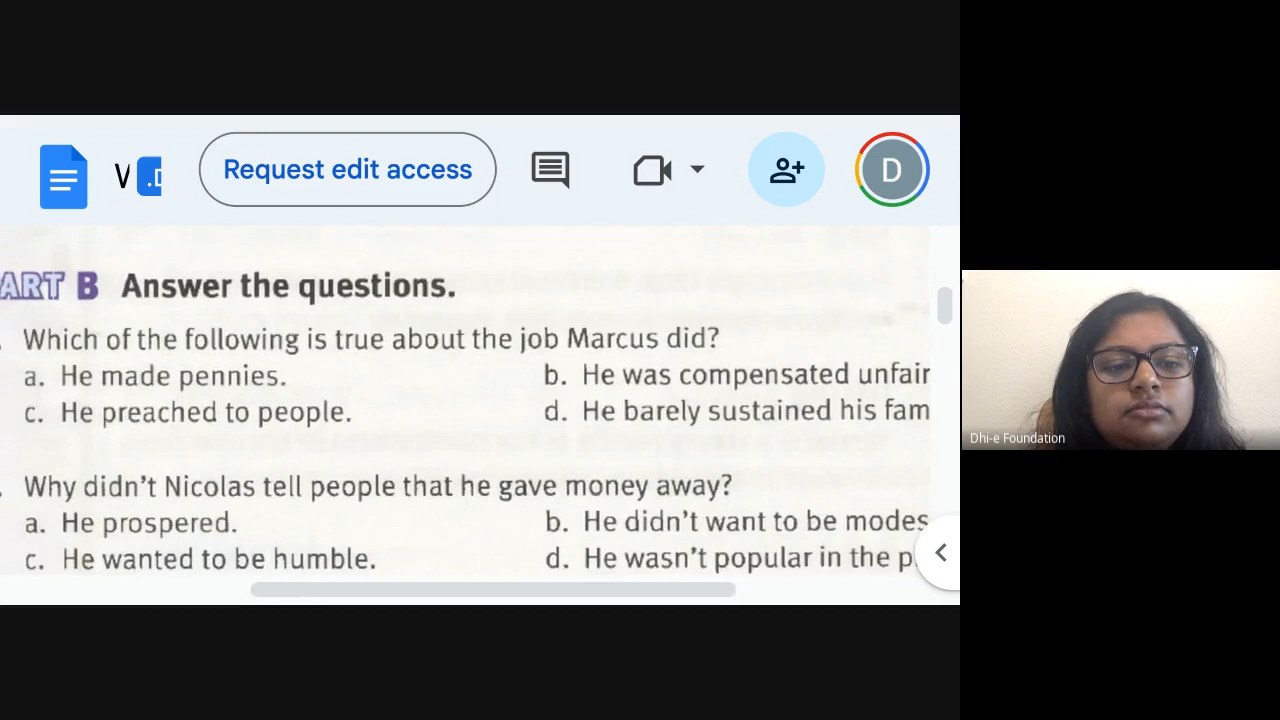 Request edit access
D
ART B Answer the questions.
Which of the following is true about the job Marcus did?
a. He made pennies.
b. He was compensated unfair
c. He preached to people.
d. He barely sustained his fam
Why didn't Nicolas tell people that he gave money away?
a. He prospered.
b. He didn't want to be modes
c. He wanted to be humble.
d. He wasn't popular in the p
Dhi-e Foundation